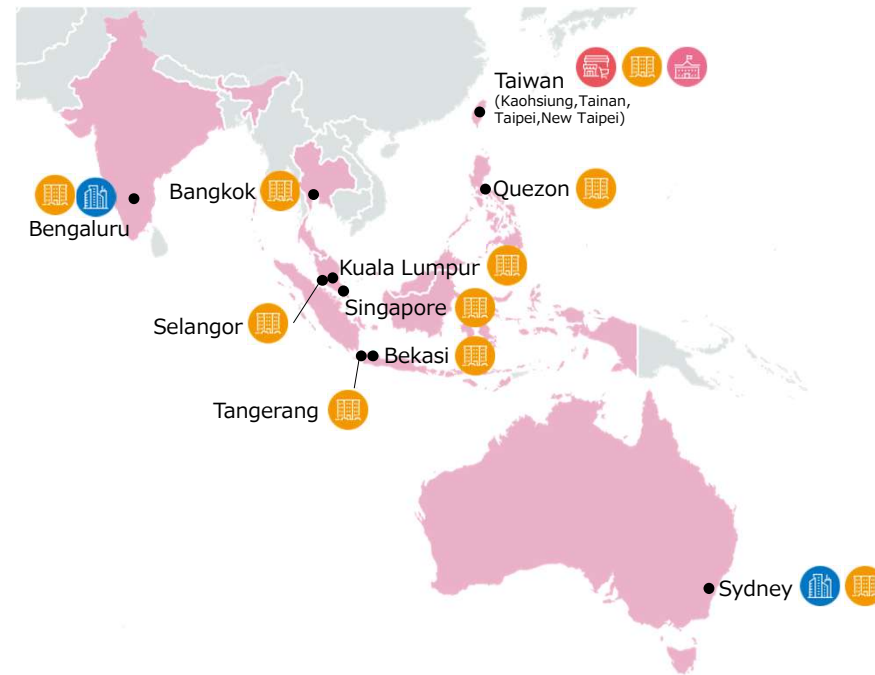 Taiwan
(Kaohsiung,Tainan,
Taipei,New Taipei)
Bangkok
Quezon
Bengaluru
Kuala Lumpur
Singapore
Selangor
Bekasi
Tangerang
Sydney